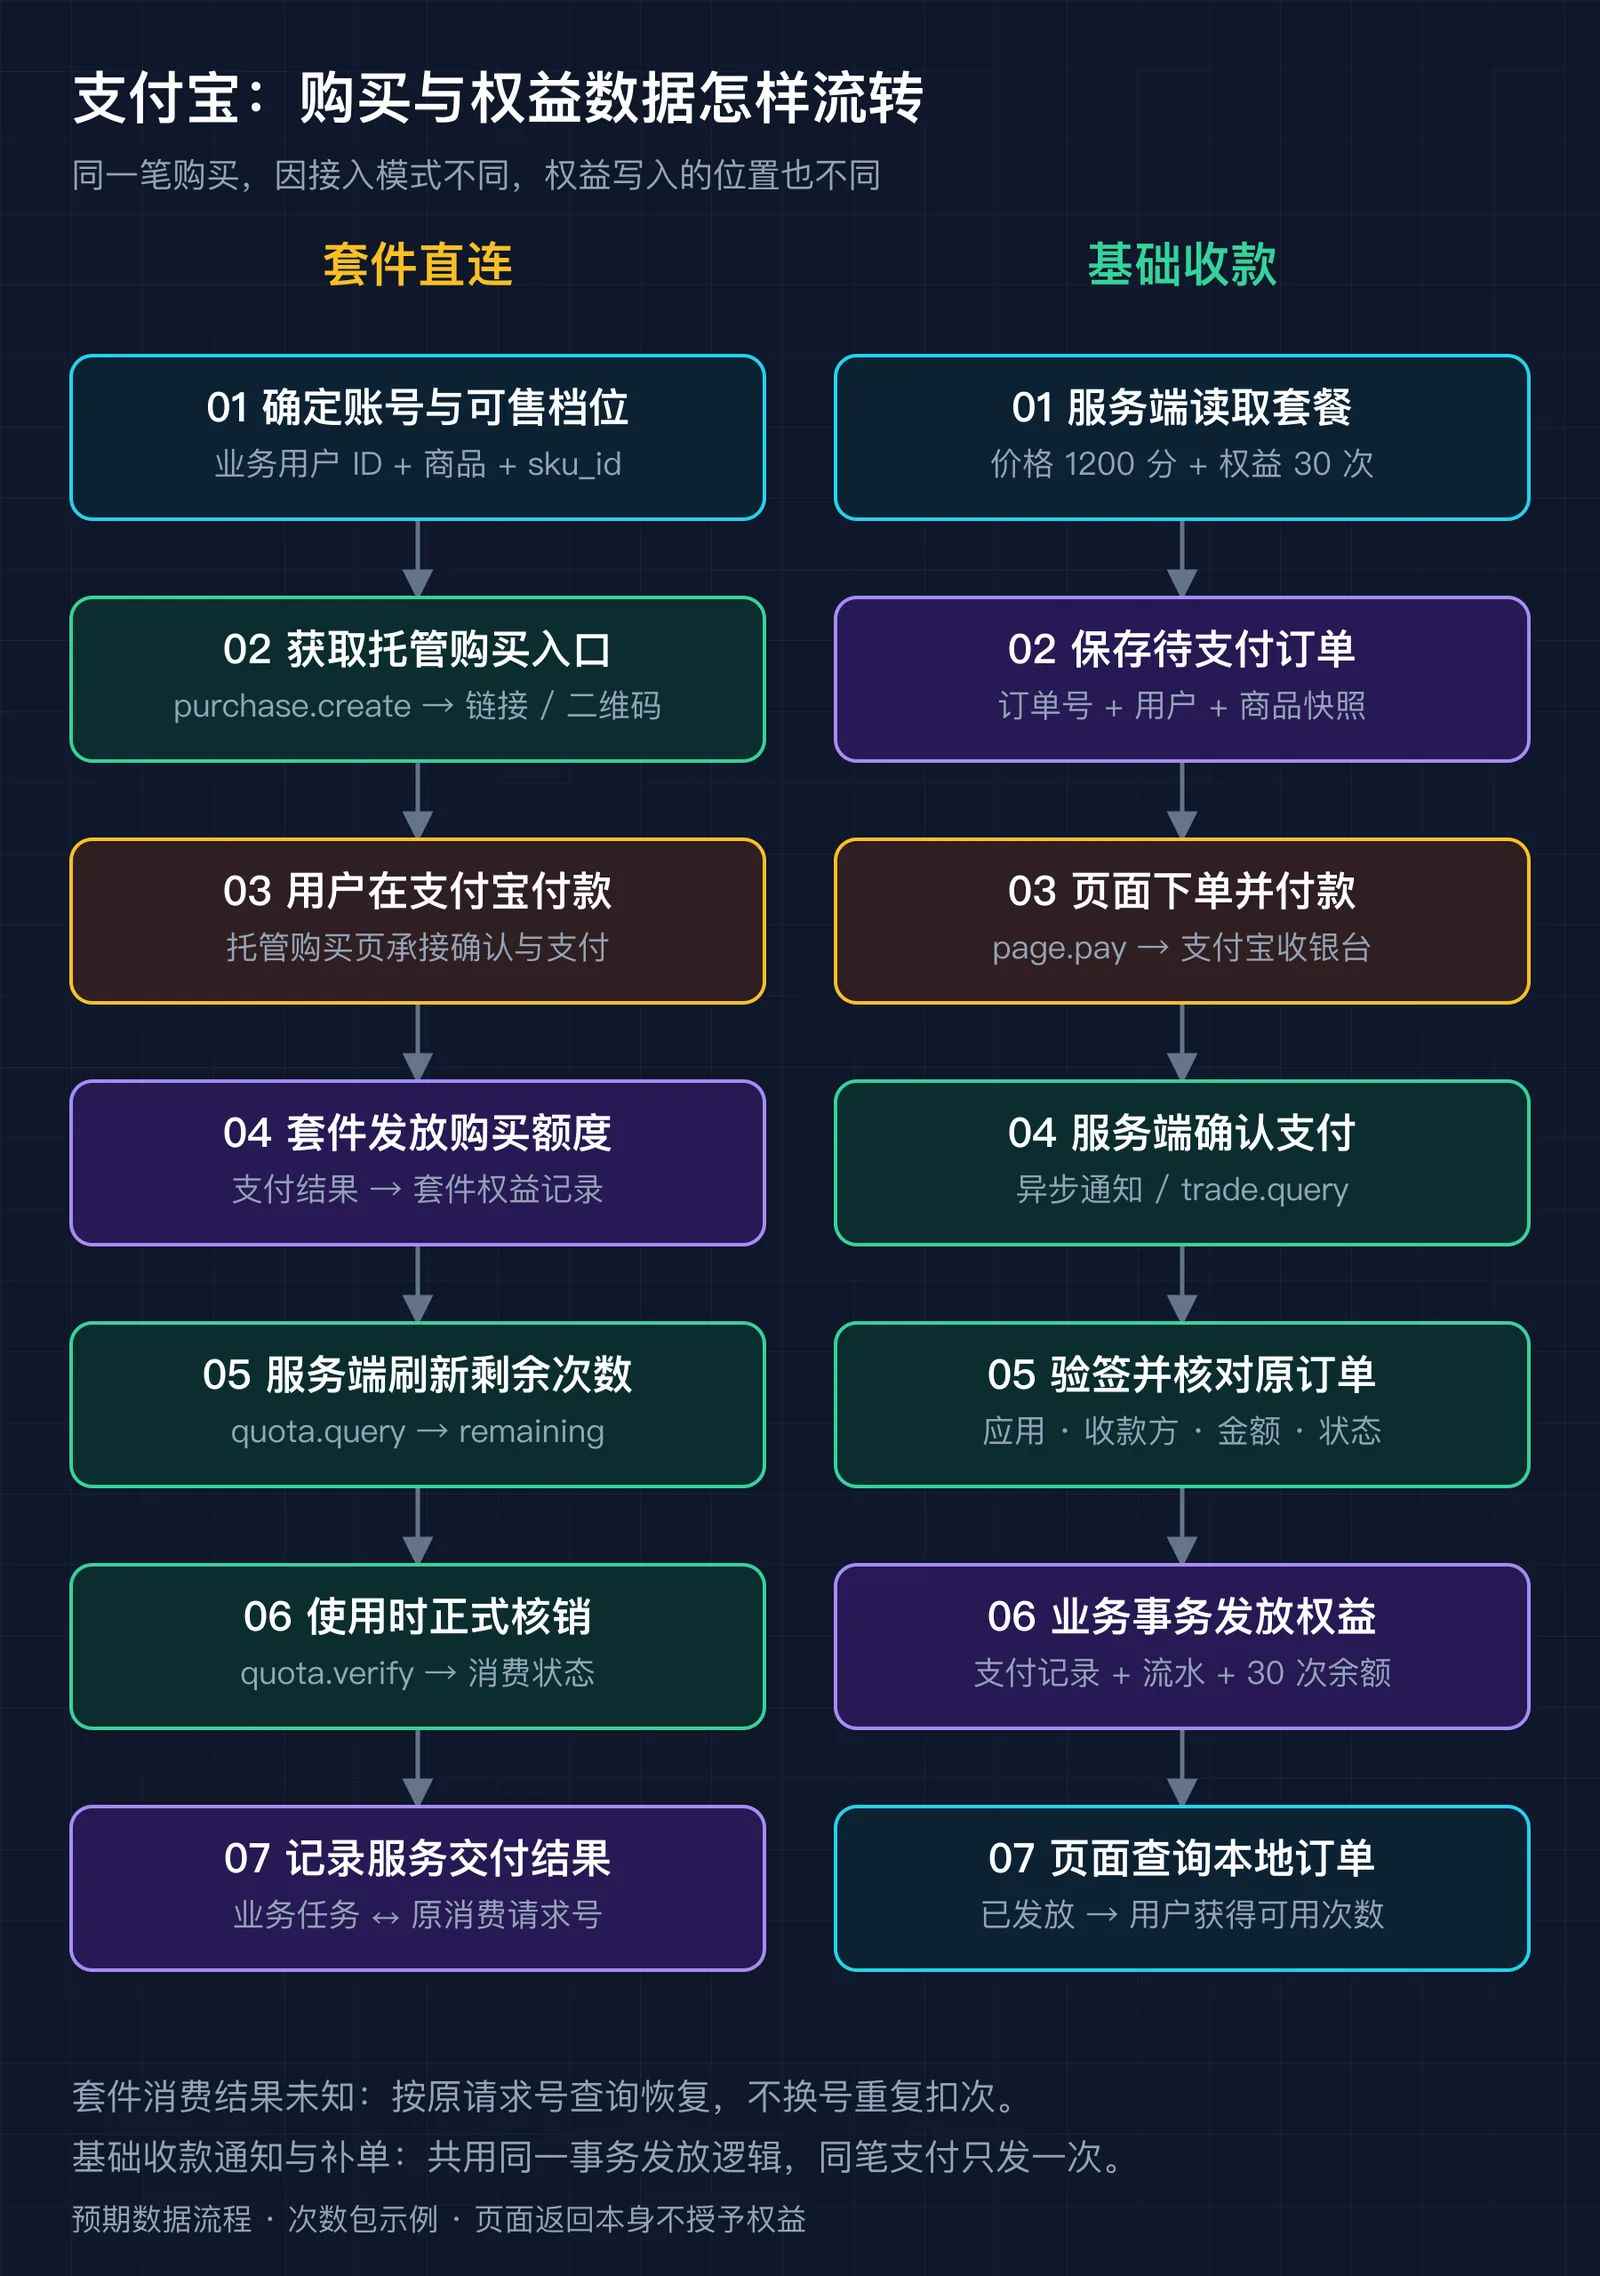 支付宝：购买与权益数据怎样流转
同一笔购买，因接入模式不同，权益写入的位置也不同
套件直连
01 确定账号与可售档位
业务用户 ID + 商品 + sku_id
02 获取托管购买入口
purchase.create → 链接 / 二维码
03 用户在支付宝付款
托管购买页承接确认与支付
04 套件发放购买额度
支付结果 → 套件权益记录
05 服务端刷新剩余次数
quota.query → remaining
06 使用时正式核销
quota.verify → 消费状态
07 记录服务交付结果
业务任务 ↔ 原消费请求号
基础收款
01 服务端读取套餐
价格 1200 分 + 权益 30 次
02 保存待支付订单
订单号 + 用户 + 商品快照
03 页面下单并付款
page.pay → 支付宝收银台
04 服务端确认支付
异步通知 / trade.query
05 验签并核对原订单
应用 · 收款方 · 金额 · 状态
06 业务事务发放权益
支付记录 + 流水 + 30 次余额
07 页面查询本地订单
已发放 → 用户获得可用次数
套件消费结果未知：按原请求号查询恢复，不换号重复扣次。
基础收款通知与补单：共用同一事务发放逻辑，同笔支付只发一次。
预期数据流程 · 次数包示例 · 页面返回本身不授予权益